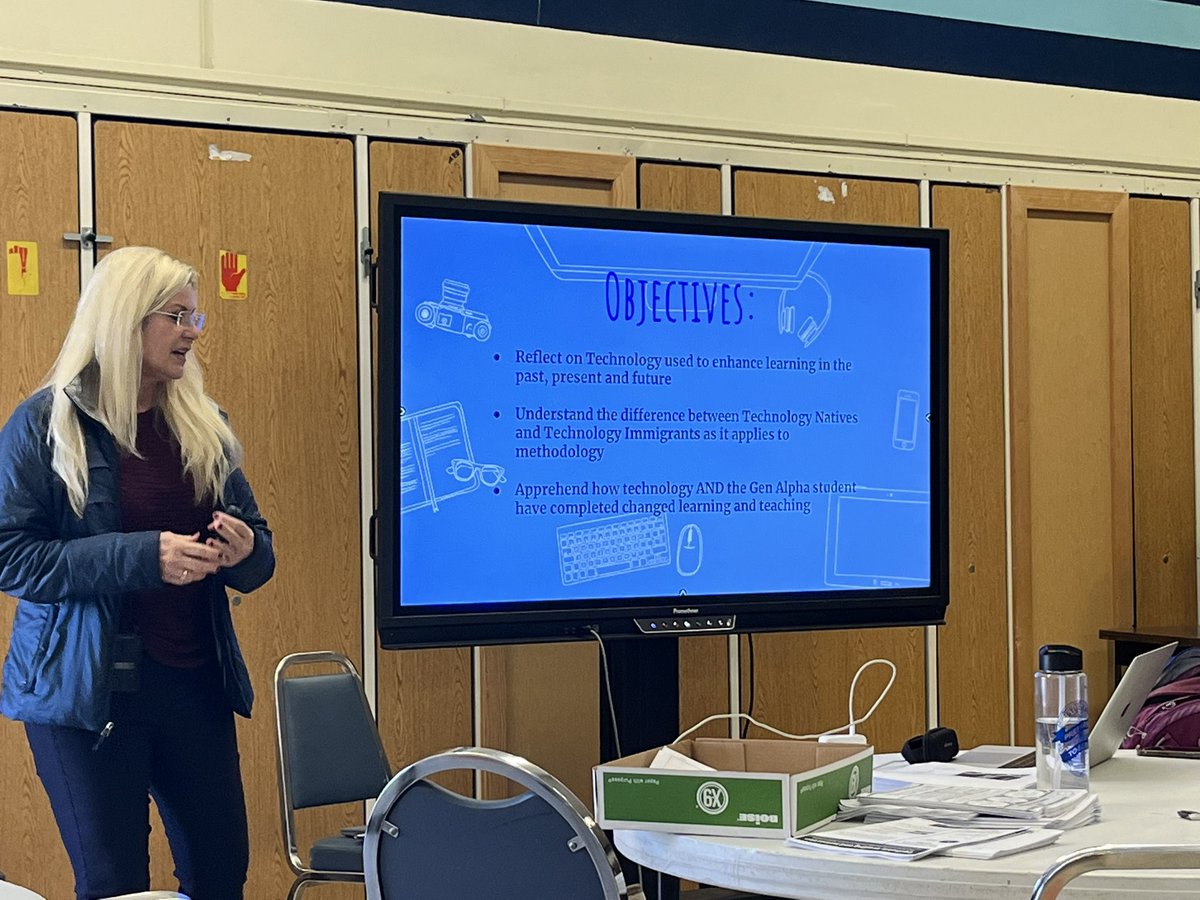 OBJECTIVES:
Reflect on Technology used to enhance learning in the
past, present and future
Understand the difference between Technology Natives
and Technology Immigrants as it applies to
methodology
Apprehend how technology AND the Gen Alpha student
have completed changed learning and teaching
Promethean
Paper with Purpose
X9
BOISE